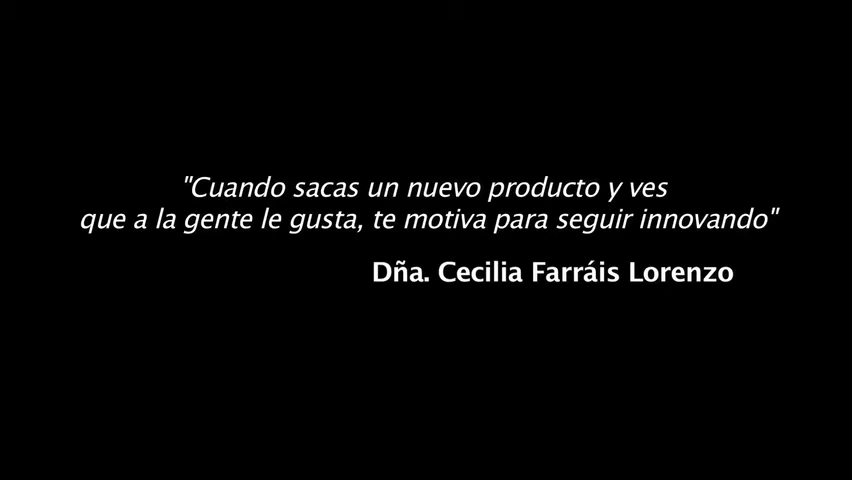 "Cuando sacas un nuevo producto y ves
que a la gente le gusta, te motiva para seguir innovando"
Dña. Cecilia Farráis Lorenzo